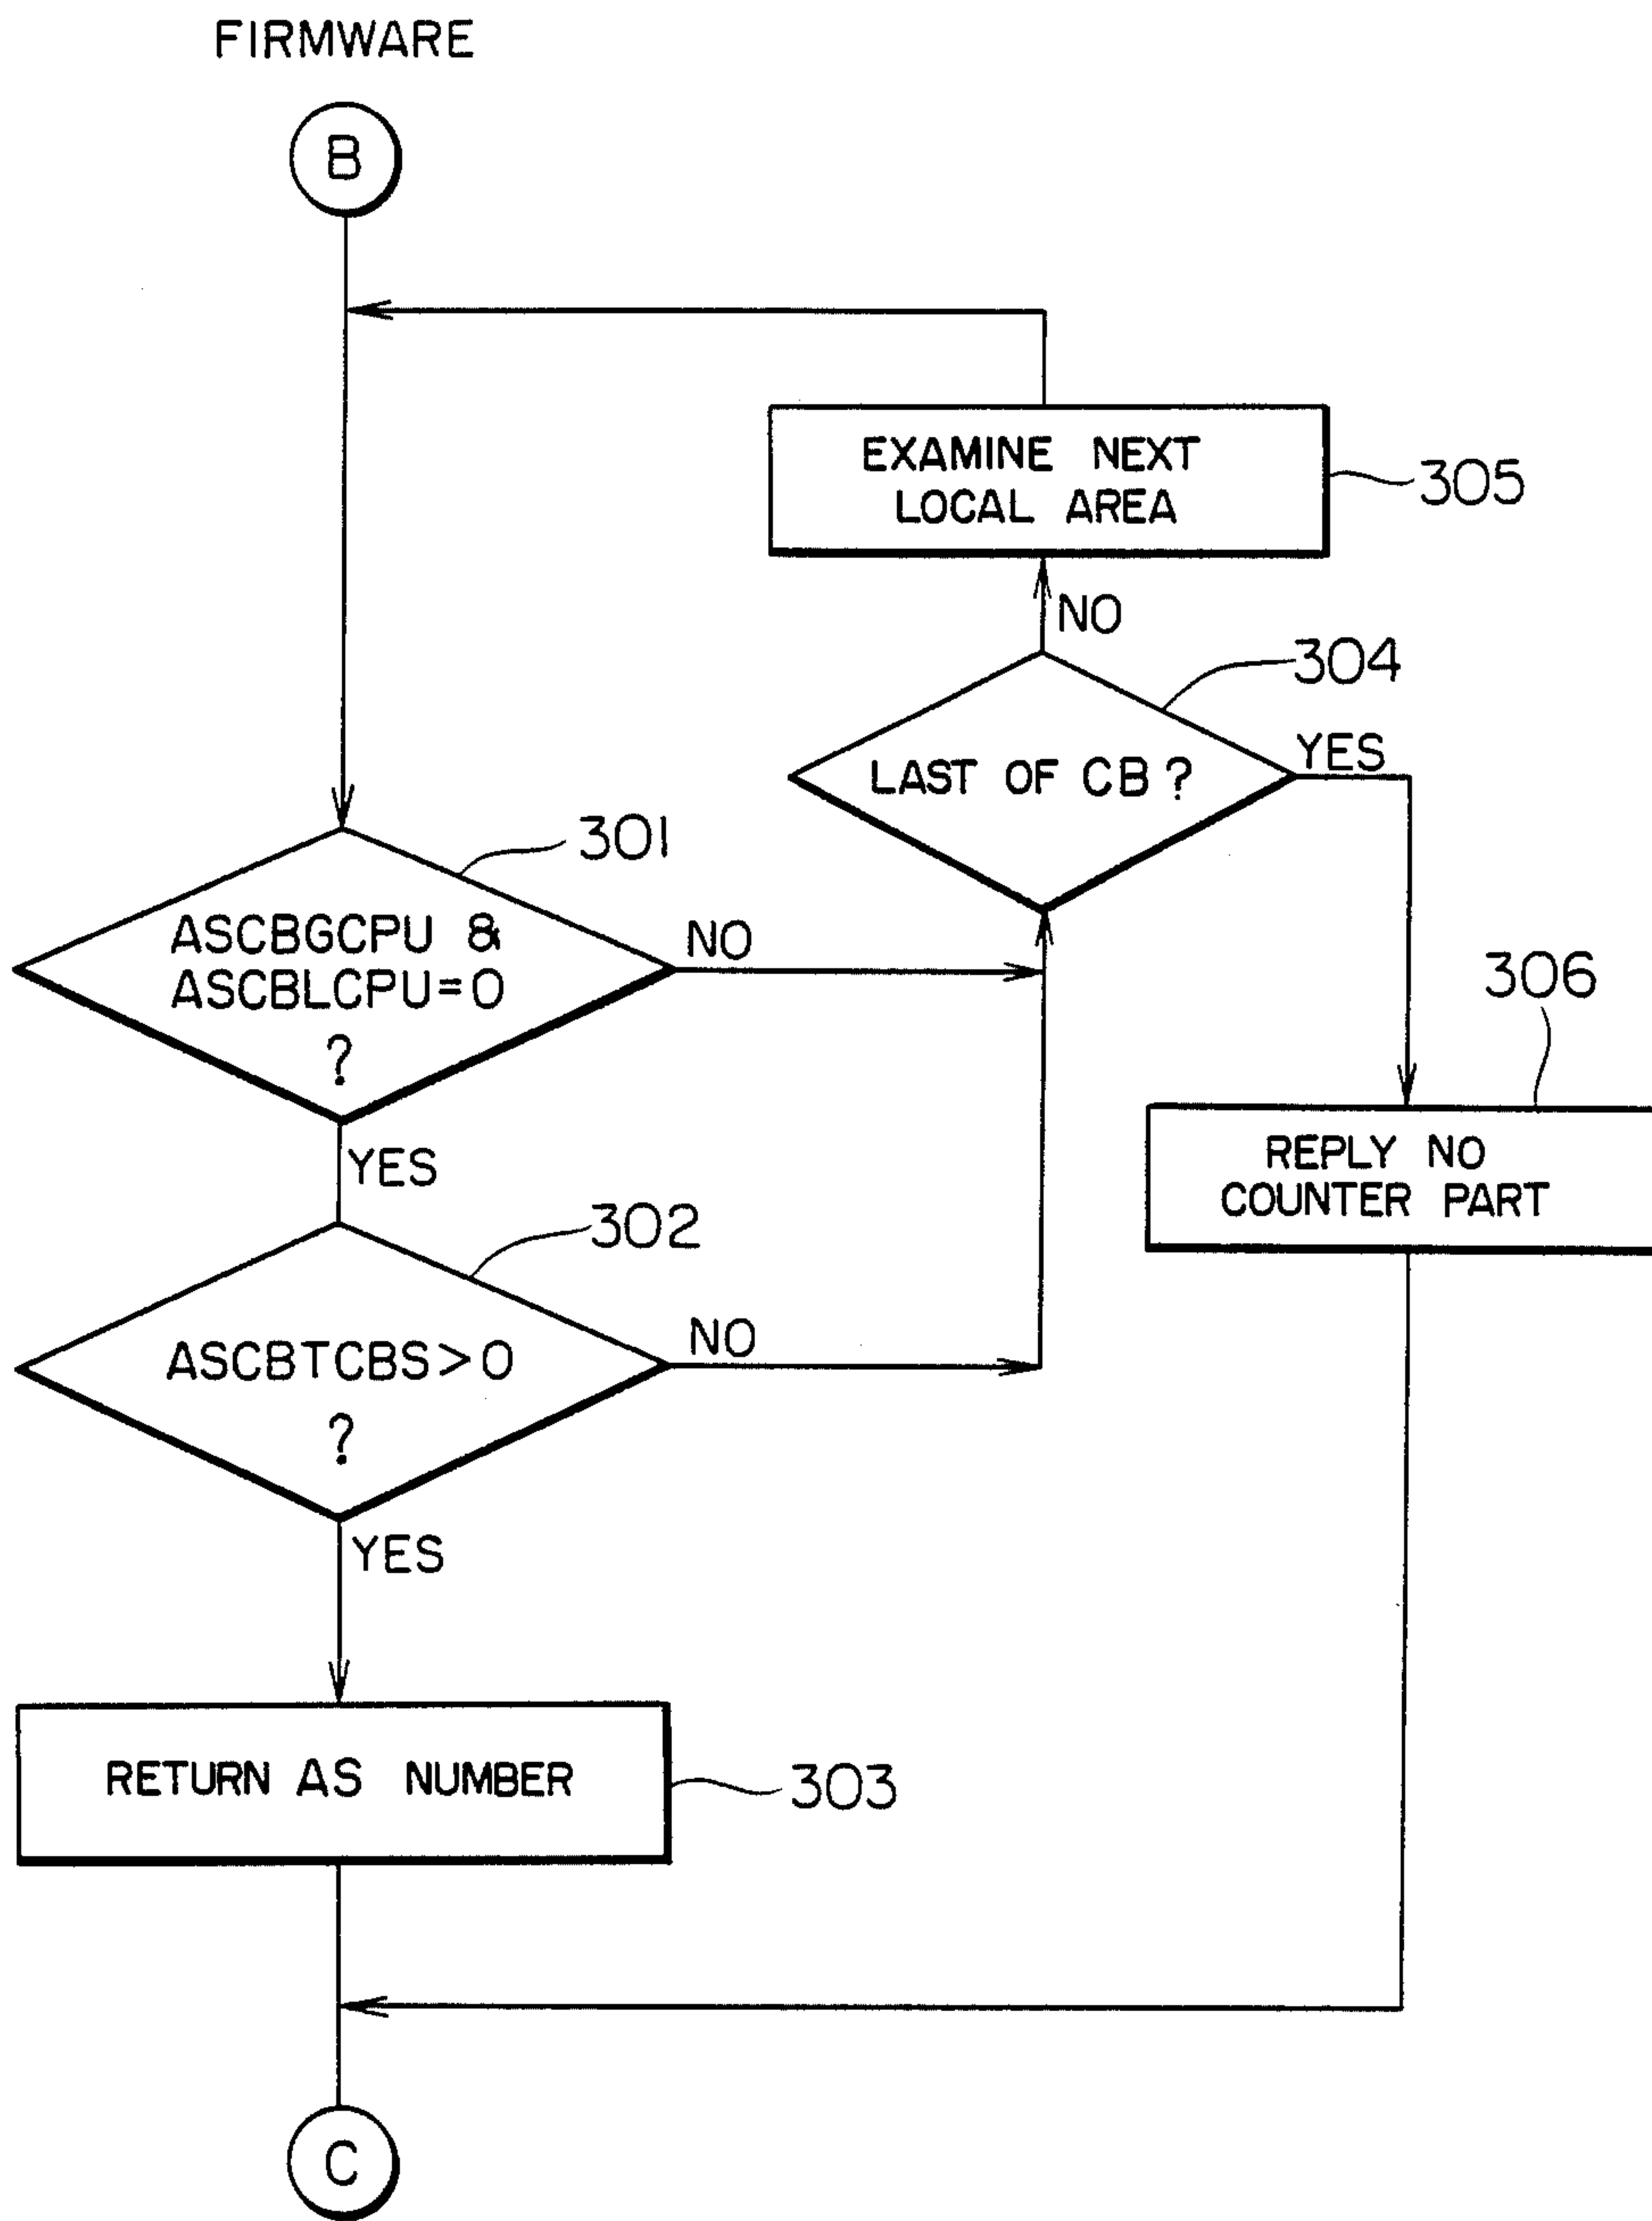 FIRMWARE
B
EXAMINE NEXT
LOCAL AREA
305
NO
304
LAST OF CB?
YES
301
ASCBGCPU &
ASCBLCPU=0
?
NO
YES
306
REPLY NO
COUNTER PART
302
ASCBTCBS>0
?
NO
YES
RETURN AS NUMBER
303
C